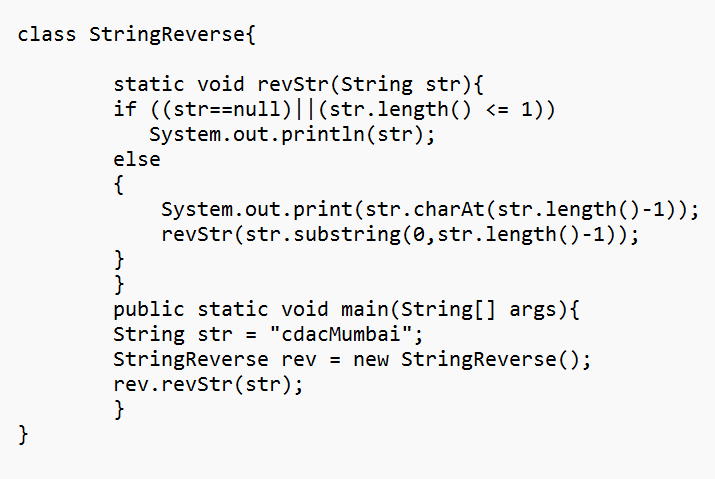 class StringReverse{
static void revStr(String str){
if ((str==null)||(str.length() <= 1))
System.out.println(str);
else
{
System.out.print(str.charAt(str.length()-1));
revStr(str.substring(0,str.length()-1));
}
}
public static void main(String[] args){
String str = "cdacMumbai";
StringReverse rev = new StringReverse();
rev.revStr(str);
}
}